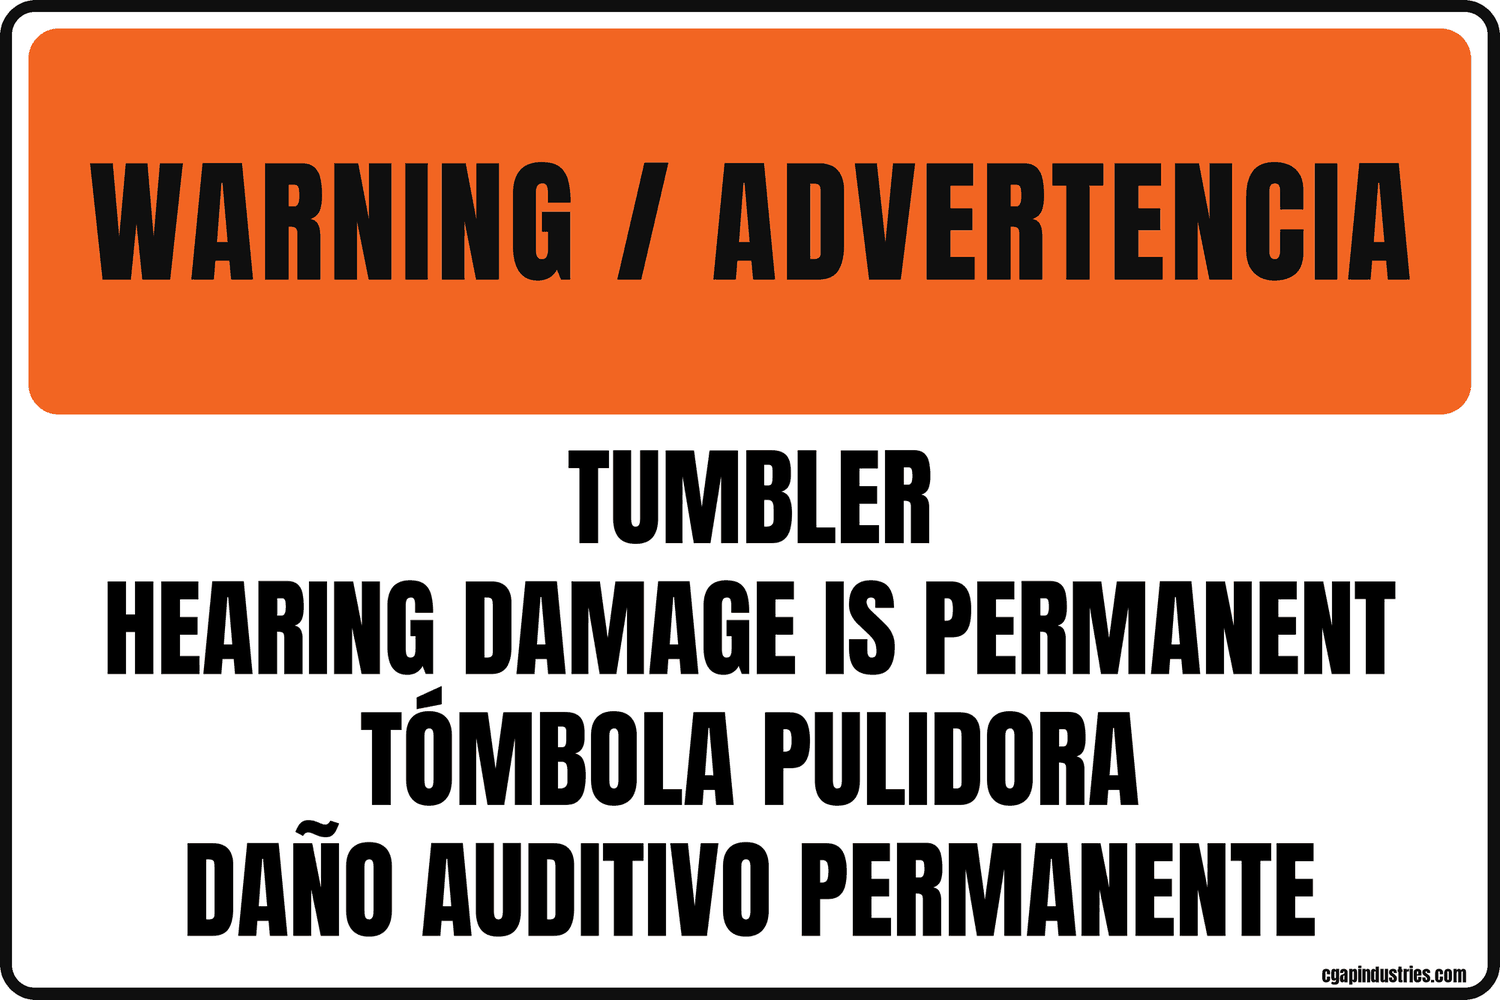 WARNING / ADVERTENCIA
TUMBLER
HEARING DAMAGE IS PERMANENT
TÓMBOLA PULIDORA
DAÑO AUDITIVO PERMANENTE
cgapindustries.com